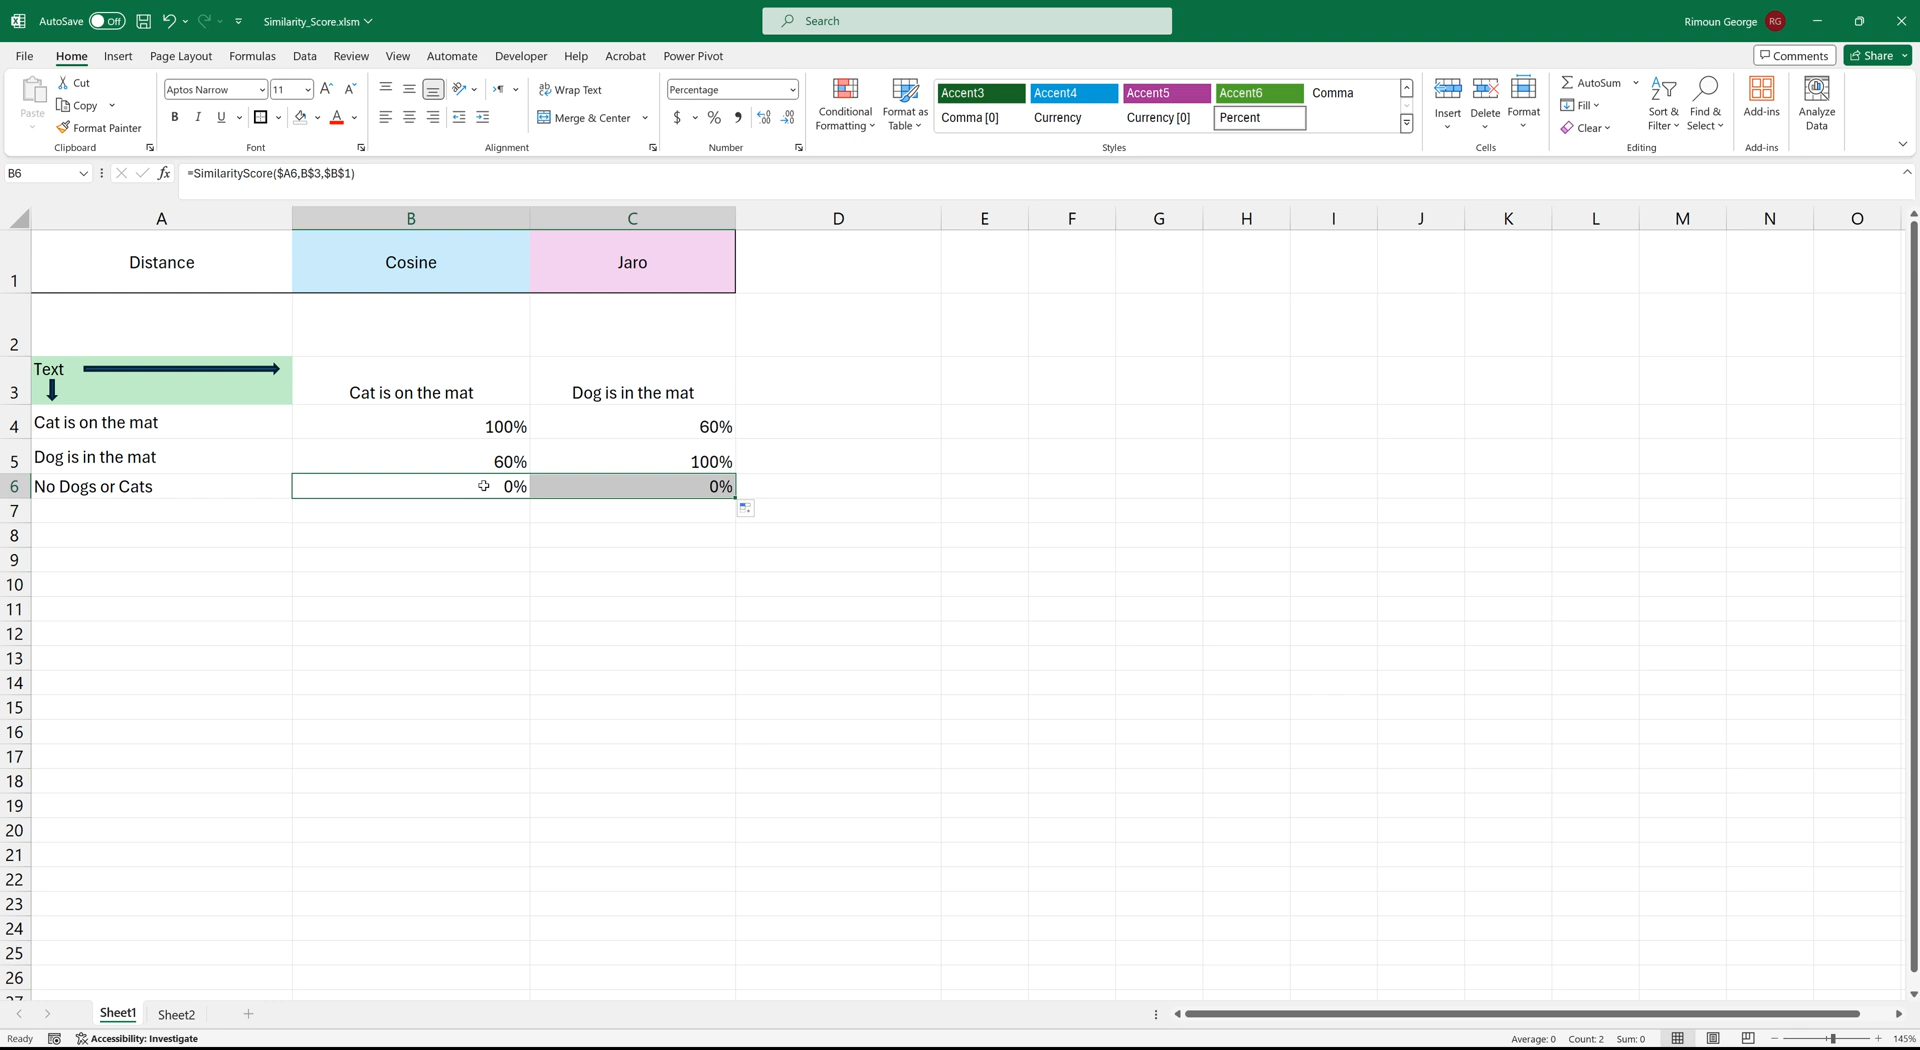 AutoSave Off Similarity_Score.xlsm Search Rimoun George RG
File Home Insert Page Layout Formulas Data Review View Automate Developer Help Acrobat Power Pivot Comments Share
Paste
Cut
Copy
Format Painter
Clipboard
Aptos Narrow 11
B I U
Font
Wrap Text
Merge & Center
Alignment
Percentage
$ % ,
Number
Conditional
Formatting
Format as
Table
Accent3 Accent4 Accent5 Accent6 Comma
Comma [0] Currency Currency [0] Percent
Styles
Insert Delete Format
Cells
AutoSum
Fill
Clear
Sort &
Filter
Find &
Select
Editing
Add-ins
Add-ins
Analyze
Data
B6 fx =SimilarityScore($A6,B$3,$B$1)
A B C D E F G H I J K L M N O
1 Distance Cosine Jaro
2
Text
3 Cat is on the mat Dog is in the mat
4 Cat is on the mat 100% 60%
5 Dog is in the mat 60% 100%
6 No Dogs or Cats 0% 0%
7
8
9
10
11
12
13
14
15
16
17
18
19
20
21
22
23
24
25
26
27
Sheet1 Sheet2
Ready Accessibility: Investigate Average: 0 Count: 2 Sum: 0 145%